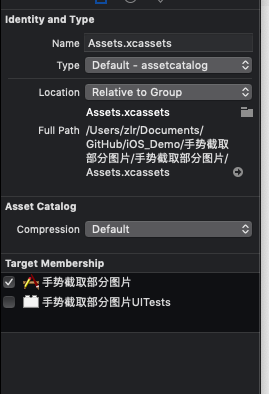 Identity and Type
Name Assets.xcassets
Type Default - assetcatalog
Location Relative to Group
Assets.xcassets
Full Path /Users/zlr/Documents/
GitHub/iOS_Demo/手势截取
部分图片/手势截取部分图片/
Assets.xcassets
Asset Catalog
Compression Default
Target Membership
手势截取部分图片
手势截取部分图片UITests